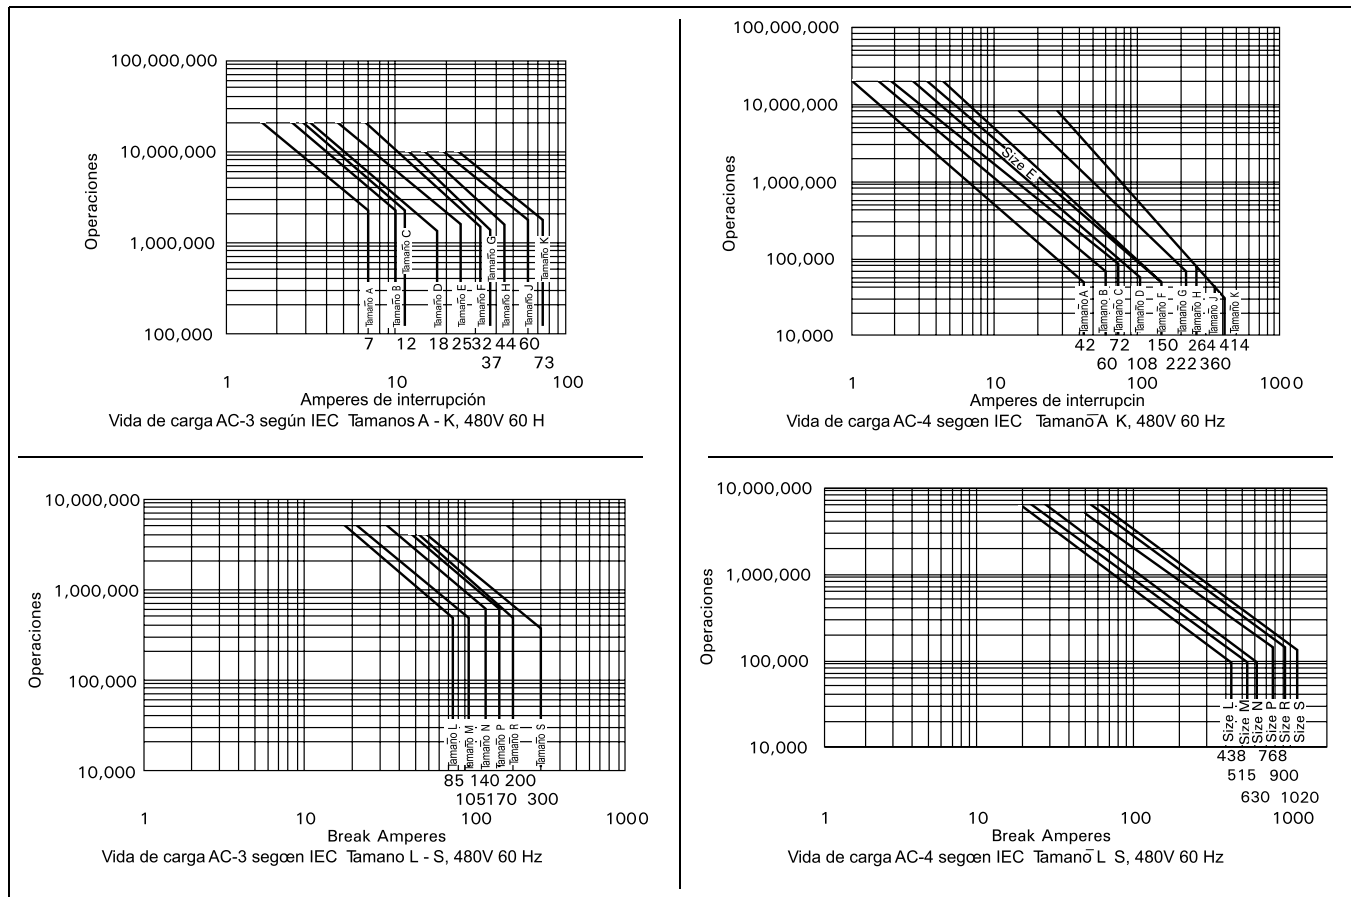 100,000,000
10,000,000
1,000,000
100,000
Operaciones
Tamaño A
Tamaño B
Tamaño C
Tamaño D
Tamaño E
Tamaño F
Tamaño G
Tamaño H
Tamaño J
Tamaño K
7 12 18 25 32 44 60
37 73
1 10 100
Amperes de interrupción
Vida de carga AC-3 según IEC Tamanos A - K, 480V 60 H
100,000,000
10,000,000
1,000,000
100,000
10,000
Operaciones
Size E
Tamaño A
Tamaño B
Tamaño C
Tamaño D
Tamaño F
Tamaño G
Tamaño H
Tamaño J
Tamaño K
42 72 150 264 414
60 108 222 360
1 10 100 1000
Amperes de interrupcin
Vida de carga AC-4 segœn IEC Tamaño A K, 480V 60 Hz
10,000,000
1,000,000
100,000
10,000
Operaciones
Tamaño L
Tamaño M
Tamaño N
Tamaño P
Tamaño R
Tamaño S
85 140 200
105 170 300
1 10 100 1000
Break Amperes
Vida de carga AC-3 segœn IEC Tamano L - S, 480V 60 Hz
10,000,000
1,000,000
100,000
10,000
Operaciones
Size L
Size M
Size N
Size P
Size R
Size S
438 768
515 900
630 1020
1 10 100 1000
Break Amperes
Vida de carga AC-4 segœn IEC Tamaño L S, 480V 60 Hz